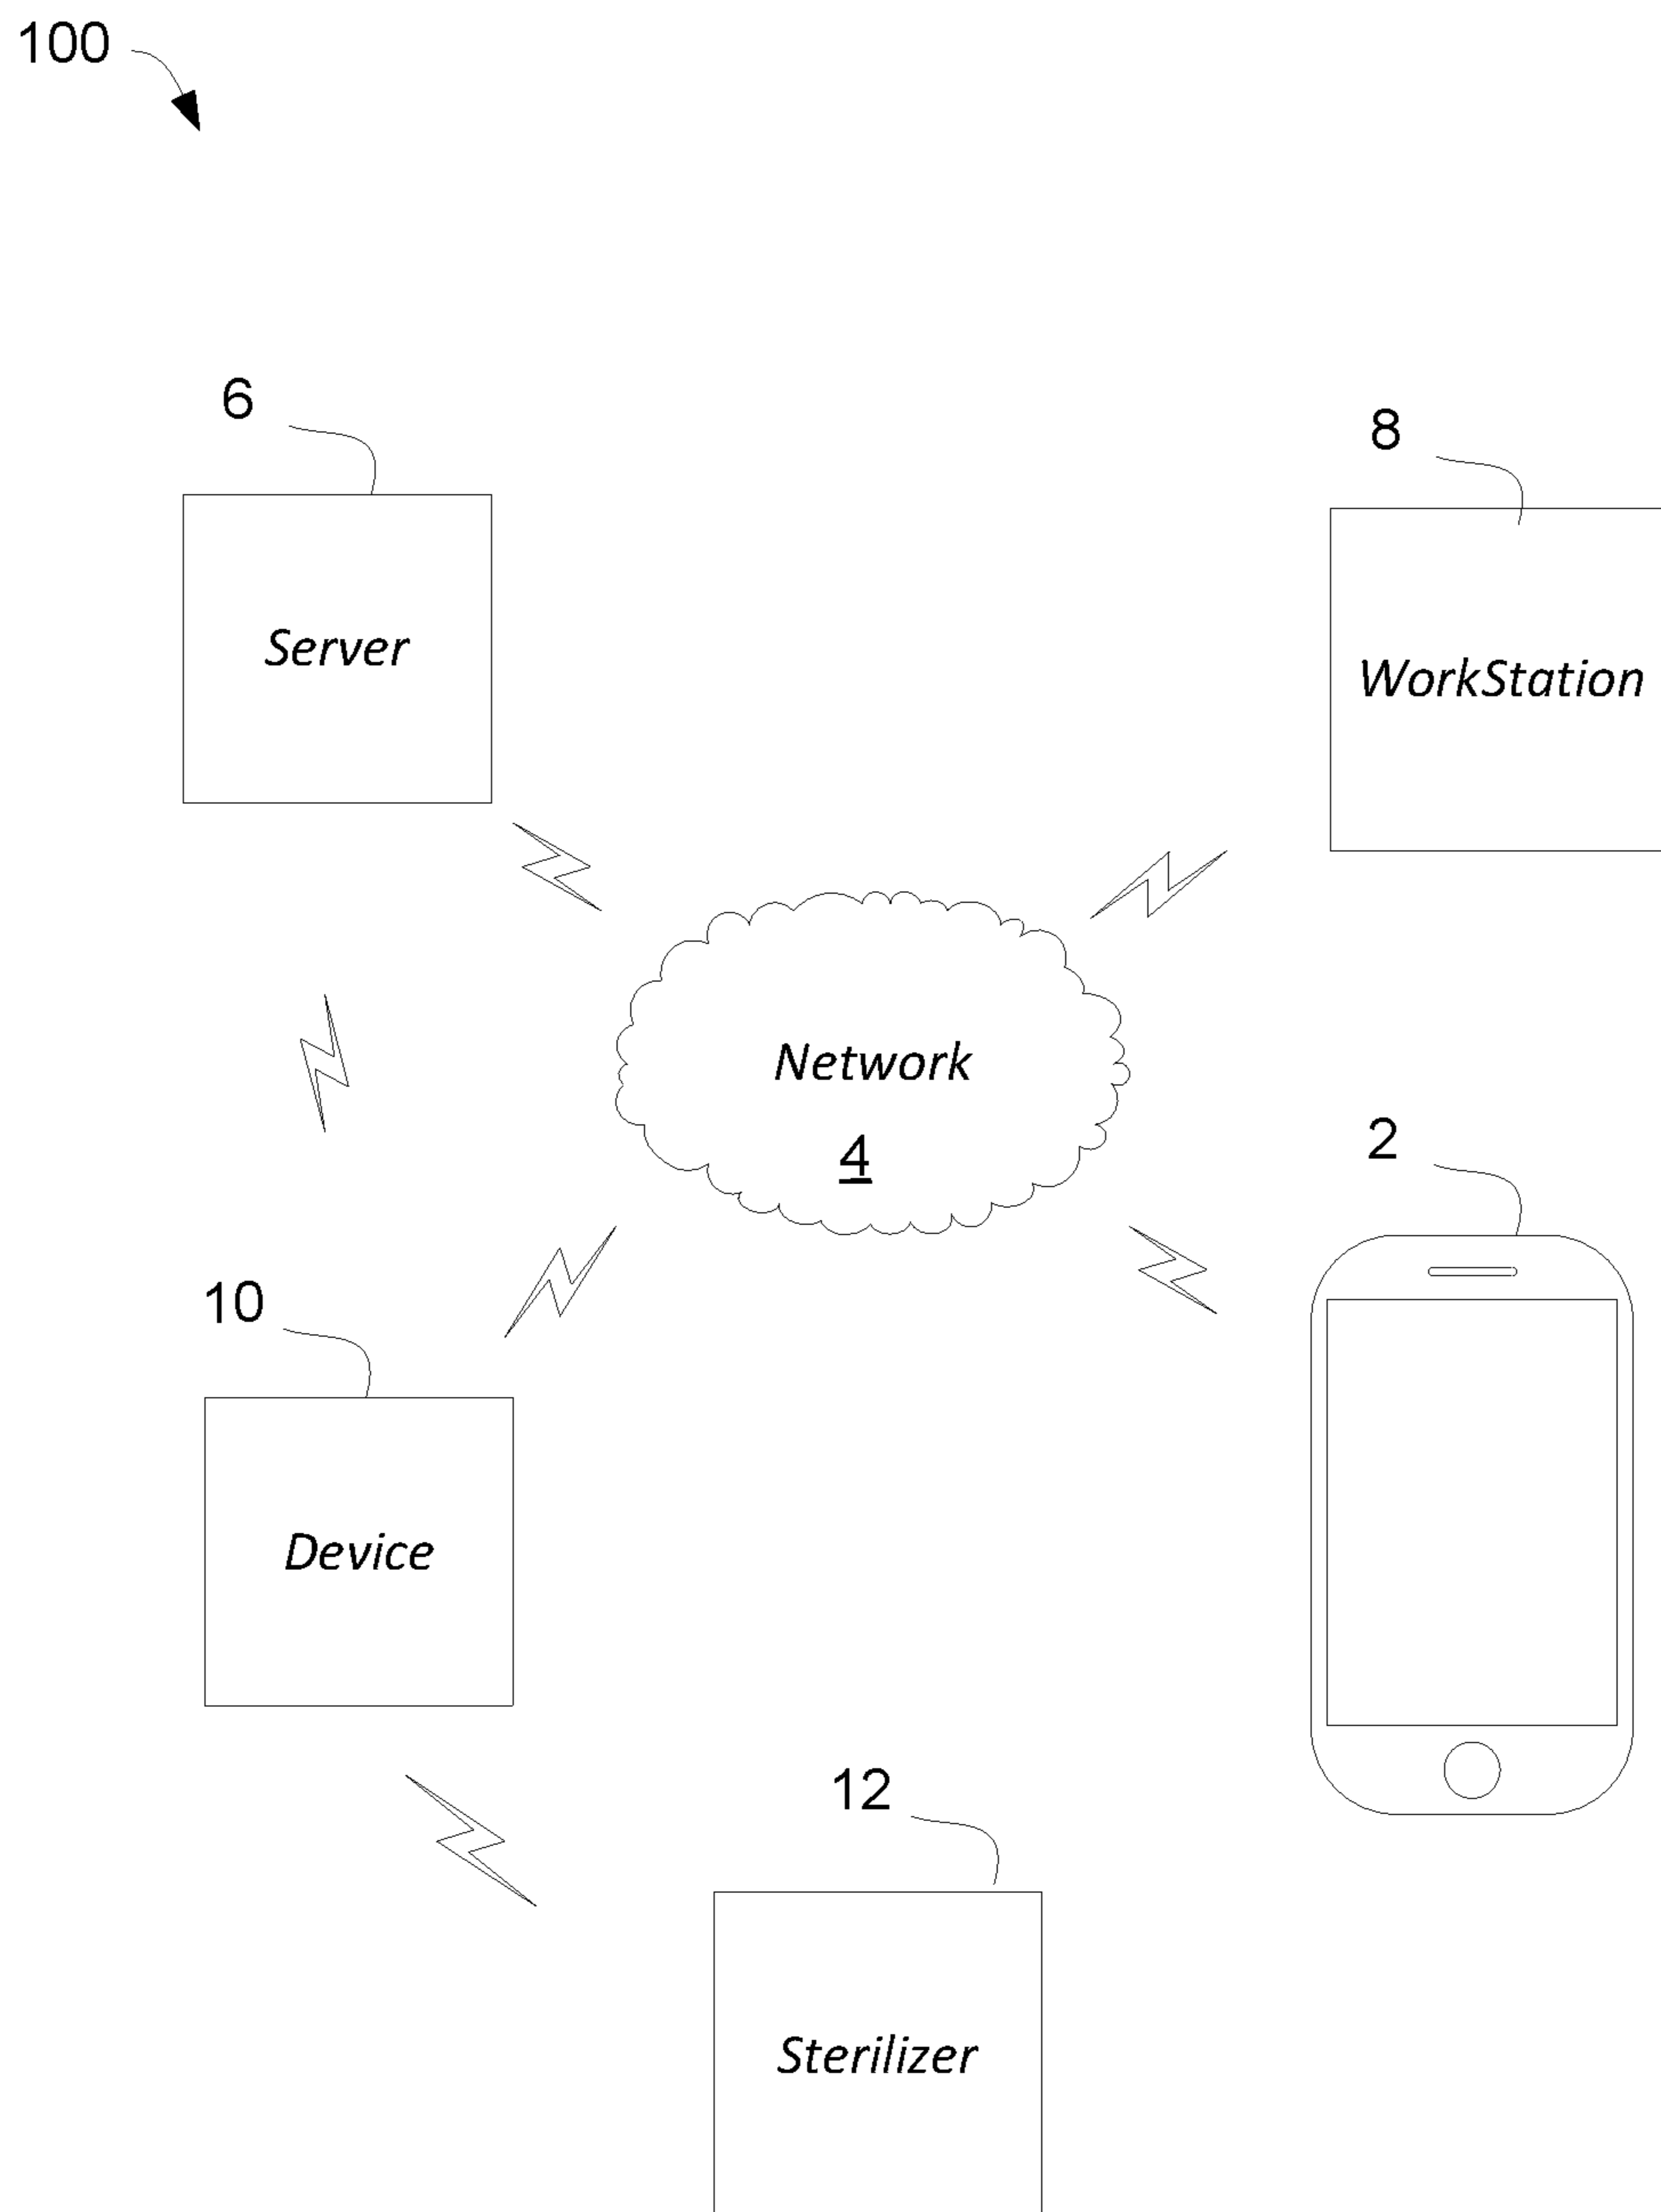 100
6
8
Server
WorkStation
Network
4
2
10
Device
12
Sterilizer